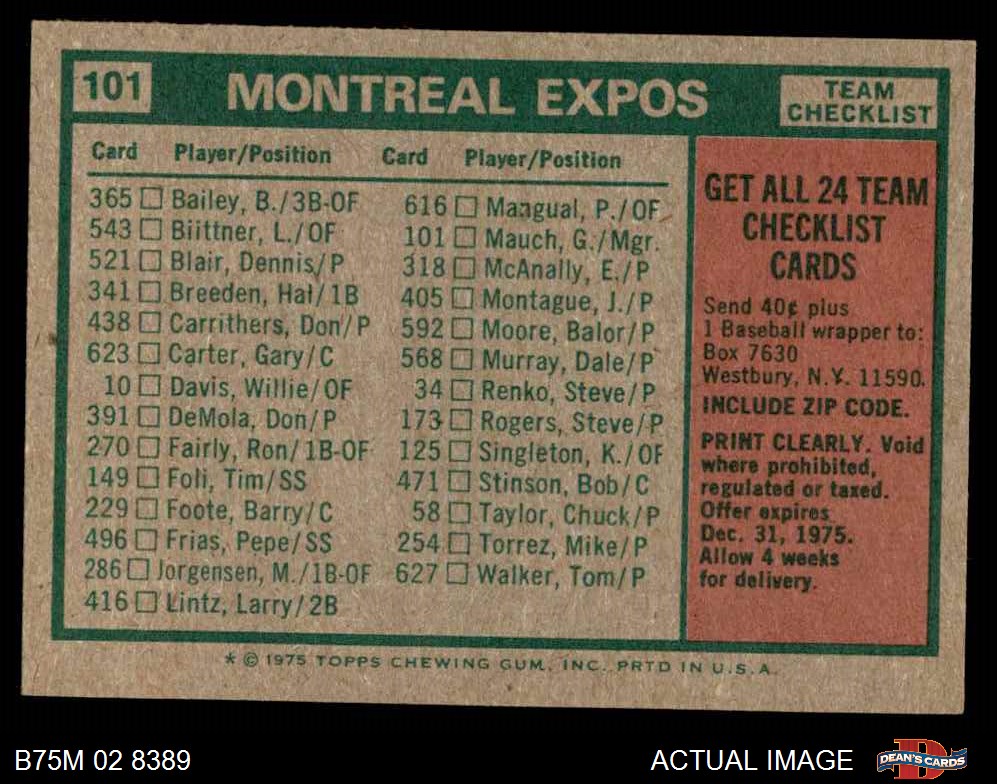 101
MONTREAL EXPOS
TEAM
CHECKLIST
Card Player/Position Card Player/Position
365 Bailey, B./3B-OF
543 Biittner, L./OF
521 Blair, Dennis/P
341 Breeden, Hal/1B
438 Carrithers, Don/P
623 Carter, Gary/C
10 Davis, Willie/OF
391 DeMola, Don/P
270 Fairly, Ron/1B-OF
149 Foli, Tim/SS
229 Foote, Barry/C
496 Frias, Pepe/SS
286 Jorgensen, M./1B-OF
416 Lintz, Larry/2B
616 Mangual, P./OF
101 Mauch, G./Mgr.
318 McAnally, E./P
405 Montague, J./P
592 Moore, Balor/P
568 Murray, Dale/P
34 Renko, Steve/P
173 Rogers, Steve/P
125 Singleton, K./OF
471 Stinson, Bob/C
58 Taylor, Chuck/P
254 Torrez, Mike/P
627 Walker, Tom/P
GET ALL 24 TEAM
CHECKLIST
CARDS
Send 40¢ plus
1 Baseball wrapper to:
Box 7630
Westbury, N.Y. 11590.
INCLUDE ZIP CODE.
PRINT CLEARLY. Void
where prohibited,
regulated or taxed.
Offer expires
Dec. 31, 1975.
Allow 4 weeks
for delivery.
* © 1975 TOPPS CHEWING GUM, INC. PRTD IN U.S.A.
B75M 02 8389
ACTUAL IMAGE
DEAN'S CARDS